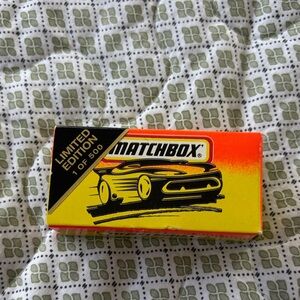 LIMITED
EDITION
1 OF 500
MATCHBOX®